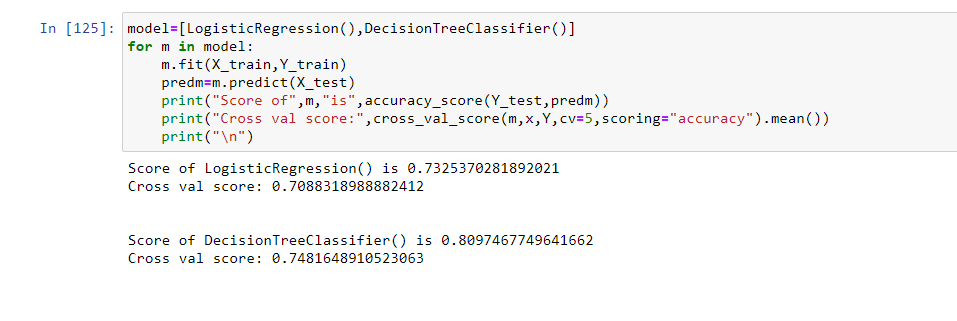 In [125]: model=[LogisticRegression(),DecisionTreeClassifier()]
for m in model:
    m.fit(X_train,Y_train)
    predm=m.predict(X_test)
    print("Score of",m,"is",accuracy_score(Y_test,predm))
    print("Cross val score:",cross_val_score(m,x,Y,cv=5,scoring="accuracy").mean())
    print("\n")
Score of LogisticRegression() is 0.7325370281892021
Cross val score: 0.7088318988882412
Score of DecisionTreeClassifier() is 0.8097467749641662
Cross val score: 0.7481648910523063